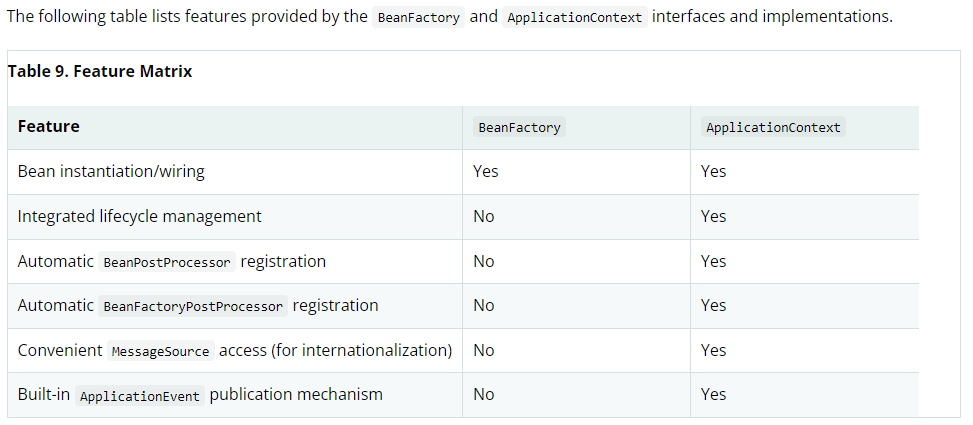 The following table lists features provided by the BeanFactory and ApplicationContext interfaces and implementations.
Table 9. Feature Matrix
Feature BeanFactory ApplicationContext
Bean instantiation/wiring Yes Yes
Integrated lifecycle management No Yes
Automatic BeanPostProcessor registration No Yes
Automatic BeanFactoryPostProcessor registration No Yes
Convenient MessageSource access (for internationalization) No Yes
Built-in ApplicationEvent publication mechanism No Yes